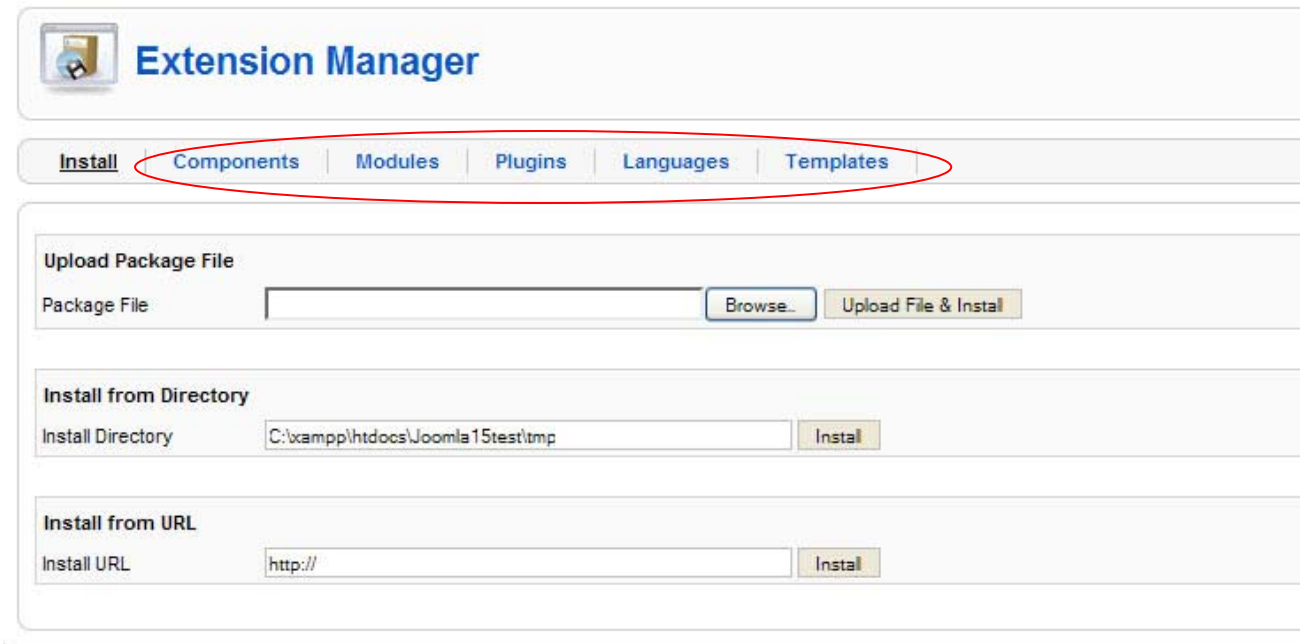 Extension Manager
Install Components Modules Plugins Languages Templates
Upload Package File
Package File Browse.. Upload File & Install
Install from Directory
Install Directory C:\xampp\htdocs\Joomla15test\tmp Install
Install from URL
Install URL http:// Install